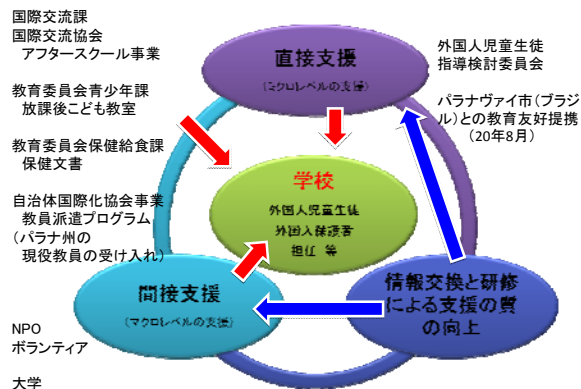 国際交流課
国際交流協会
アフタースクール事業
教育委員会青少年課
放課後こども教室
教育委員会保健給食課
保健文書
自治体国際化協会事業
教員派遣プログラム
(パラナ州の
現役教員の受け入れ)
NPO
ボランティア
大学
直接支援
(ミクロレベルの支援)
外国人児童生徒
指導検討委員会
パラナヴァイ市(ブラジ
ル)との教育友好提携
(20年8月)
学校
外国人児童生徒
外国人保護者
担任 等
間接支援
(マクロレベルの支援)
情報交換と研修
による支援の質
の向上